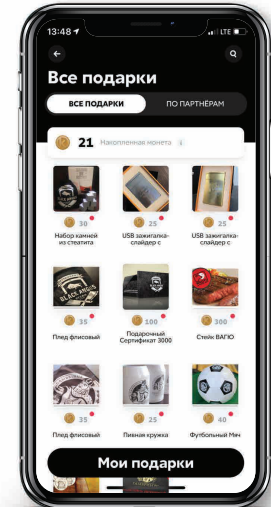 13:48
LTE
Все подарки
ВСЕ ПОДАРКИ
ПО ПАРТНЁРАМ
21 Накопленная монета
30
25
25
Набор камней
из стеатита
USB зажигалка-
слайдер с
USB зажигалка-
слайдер с
BLACK ANGUS
35
100
300
Плед флисовый
Подарочный
Сертификат 3000
Стейк ВАГЮ
35
25
40
Плед флисовый
Пивная кружка
Футбольный Мяч
Мои подарки